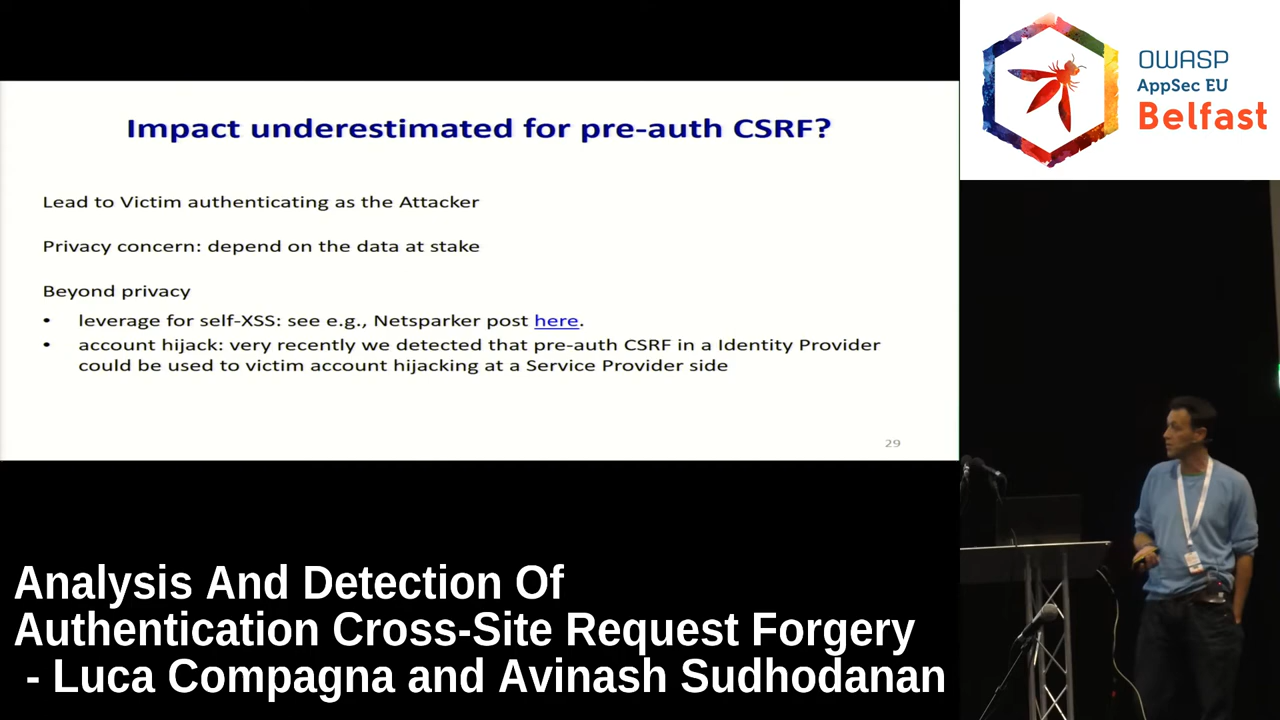 OWASP
AppSec EU
Belfast
Impact underestimated for pre-auth CSRF?
Lead to Victim authenticating as the Attacker
Privacy concern: depend on the data at stake
Beyond privacy
• leverage for self-XSS: see e.g., Netsparker post here.
• account hijack: very recently we detected that pre-auth CSRF in a Identity Provider
could be used to victim account hijacking at a Service Provider side
29
Analysis And Detection Of
Authentication Cross-Site Request Forgery
- Luca Compagna and Avinash Sudhodanan